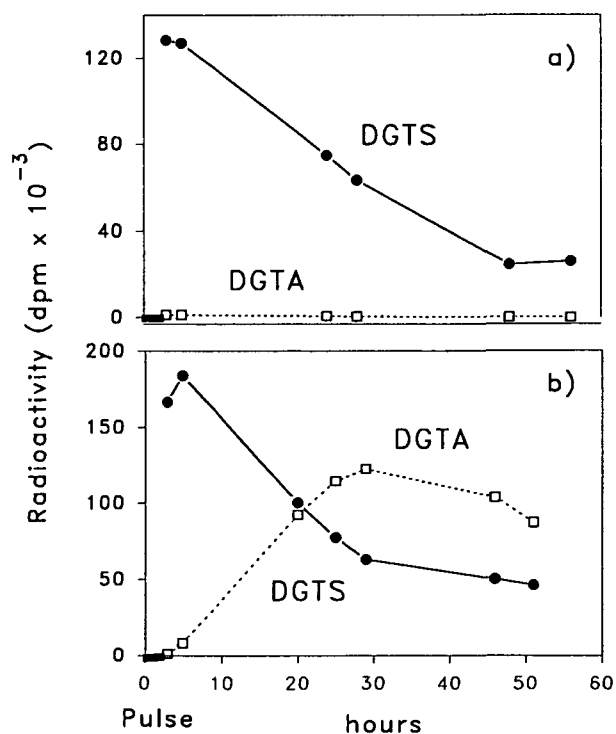 Radioactivity (dpm x 10⁻³)
120
a)
DGTS
80
40
DGTA
0
200
b)
DGTA
150
100
DGTS
50
0
0 10 20 30 40 50 60
Pulse hours